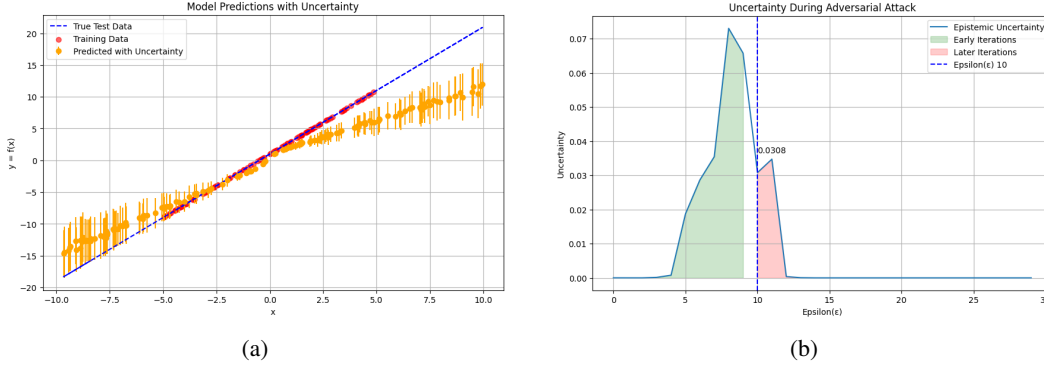 Model Predictions with Uncertainty
True Test Data
Training Data
Predicted with Uncertainty
20
15
10
5
0
−5
−10
−15
−20
y = f(x)
−10.0 −7.5 −5.0 −2.5 0.0 2.5 5.0 7.5 10.0
x
(a)
Uncertainty During Adversarial Attack
Epistemic Uncertainty
Early Iterations
Later Iterations
Epsilon(ε) 10
0.07
0.06
0.05
0.04
0.03
0.02
0.01
0.00
Uncertainty
0.0308
0 5 10 15 20 25
Epsilon(ε)
(b)